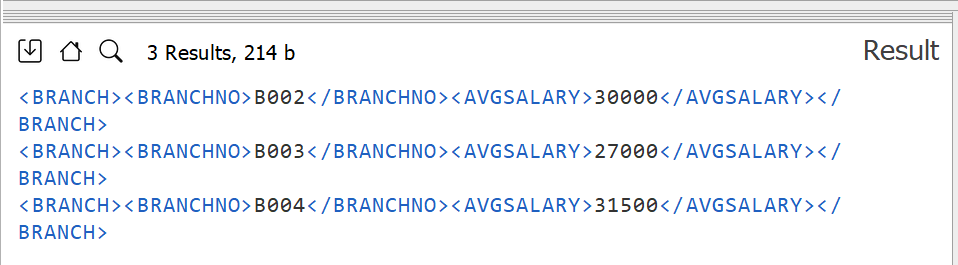 3 Results, 214 b
Result
<BRANCH><BRANCHNO>B002</BRANCHNO><AVGSALARY>30000</AVGSALARY></
BRANCH>
<BRANCH><BRANCHNO>B003</BRANCHNO><AVGSALARY>27000</AVGSALARY></
BRANCH>
<BRANCH><BRANCHNO>B004</BRANCHNO><AVGSALARY>31500</AVGSALARY></
BRANCH>